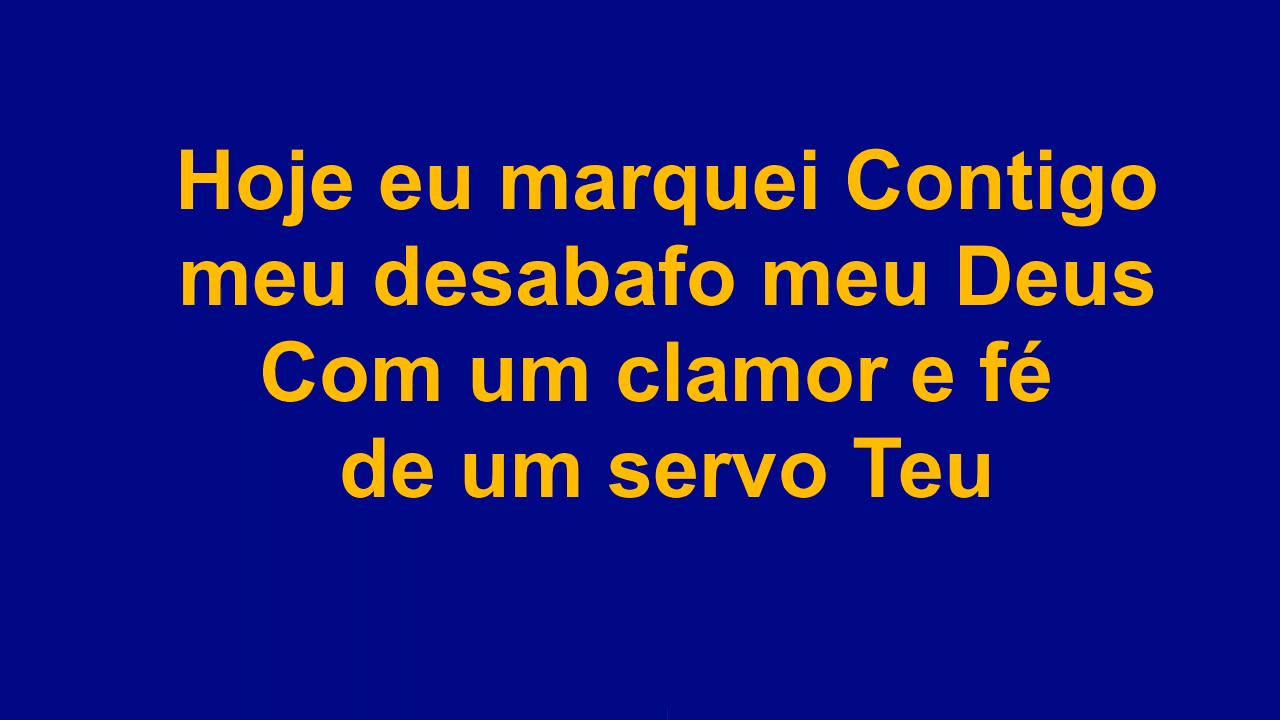 Hoje eu marquei Contigo
meu desabafo meu Deus
Com um clamor e fé
de um servo Teu